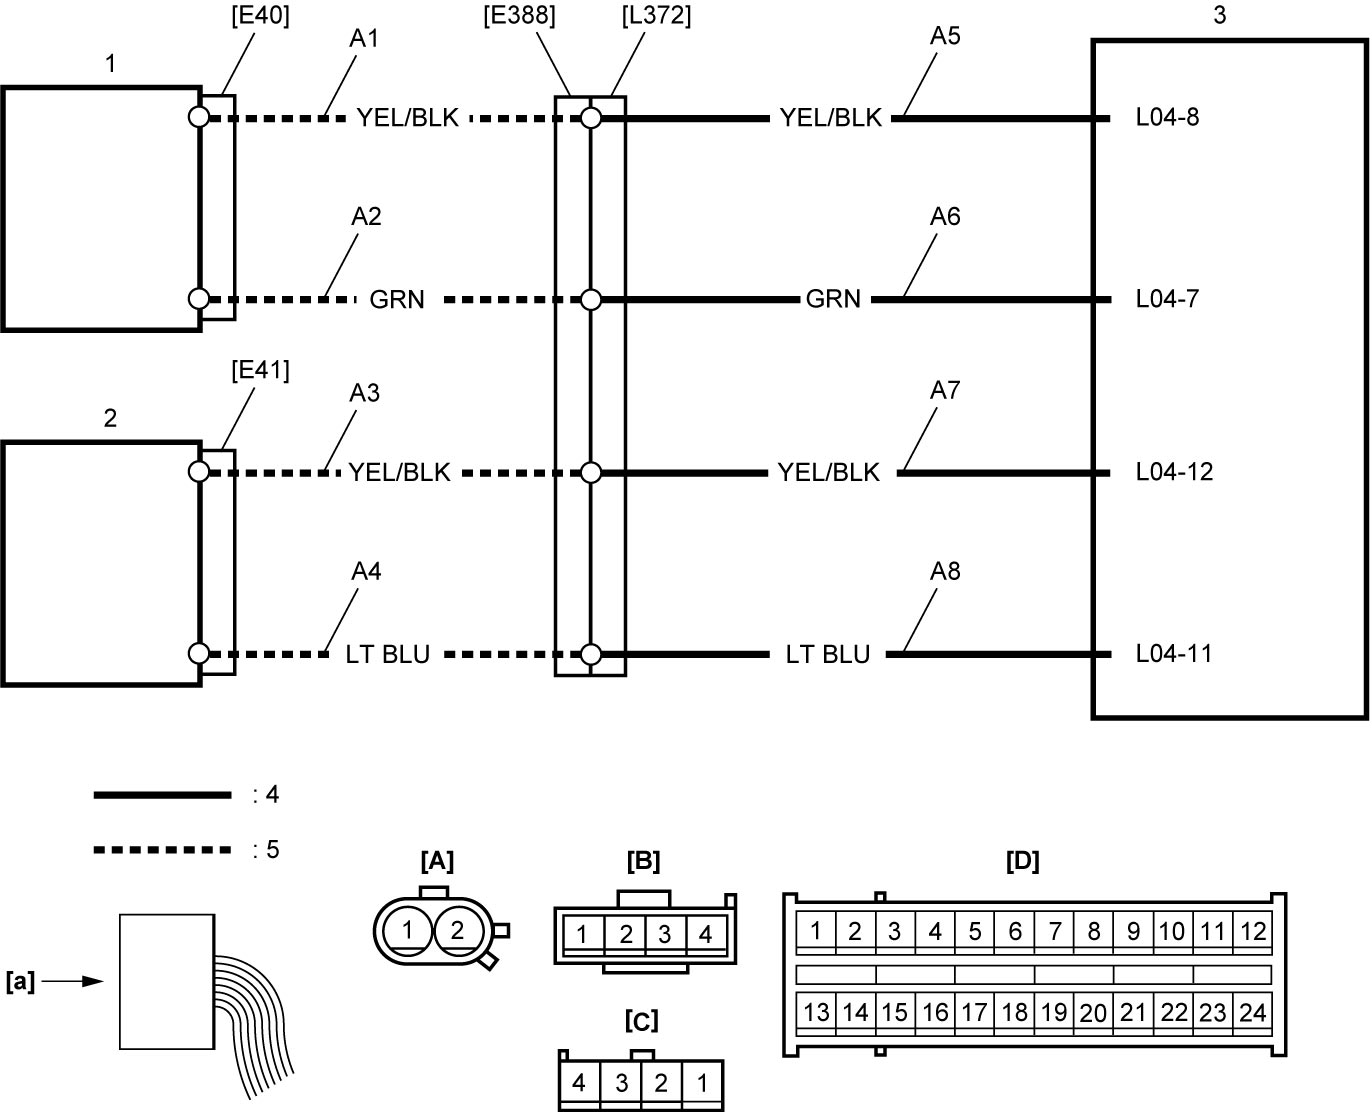 [E40] [E388] [L372] 3
A1 A5
1
YEL/BLK YEL/BLK L04-8
A2 A6
GRN GRN L04-7
[E41]
A3 A7
2
YEL/BLK YEL/BLK L04-12
A4 A8
LT BLU LT BLU L04-11
: 4
: 5
[A] [B] [D]
1 2
1 2 3 4
1 2 3 4 5 6 7 8 9 10 11 12
[a]
13 14 15 16 17 18 19 20 21 22 23 24
[C]
4 3 2 1